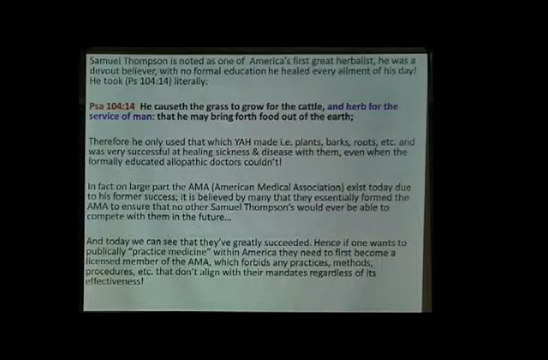 Samuel Thompson is noted as one of America's first great herbalist, he was a
devout believer, with no formal education he healed every ailment of his day!
He took (Ps 104:14) literally.
Psa 104:14 He causeth the grass to grow for the cattle, and herb for the
service of man: that he may bring forth food out of the earth;
Therefore he only used that which YAH made i.e. plants, barks, roots, etc. and
was very successful at healing sickness & disease with them, even when the
formally educated allopathic doctors couldn't!
In fact on large part the AMA (American Medical Association) exist today due
to his former success; it is believed by many that they essentially formed the
AMA to ensure that no other Samuel Thompson's would ever be able to
compete with them in the future...
And today we can see that they've greatly succeeded. Hence if one wants to
publically "practice medicine" within America they need to first become a
licensed member of the AMA, which forbids any practices, methods,
procedures, etc. that don't align with their mandates regardless of its
effectiveness!